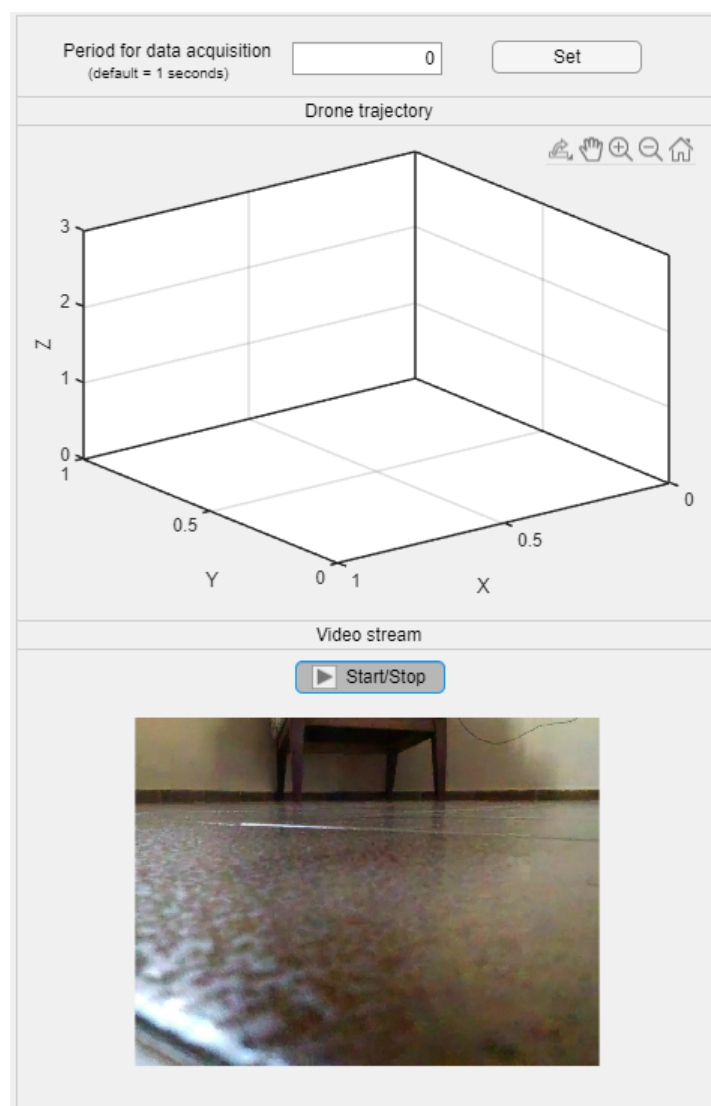 Period for data acquisition
(default = 1 seconds)
0
Set
Drone trajectory
3
2
1
0
Z
1
0.5
0
Y
1
0.5
0
X
Video stream
Start/Stop